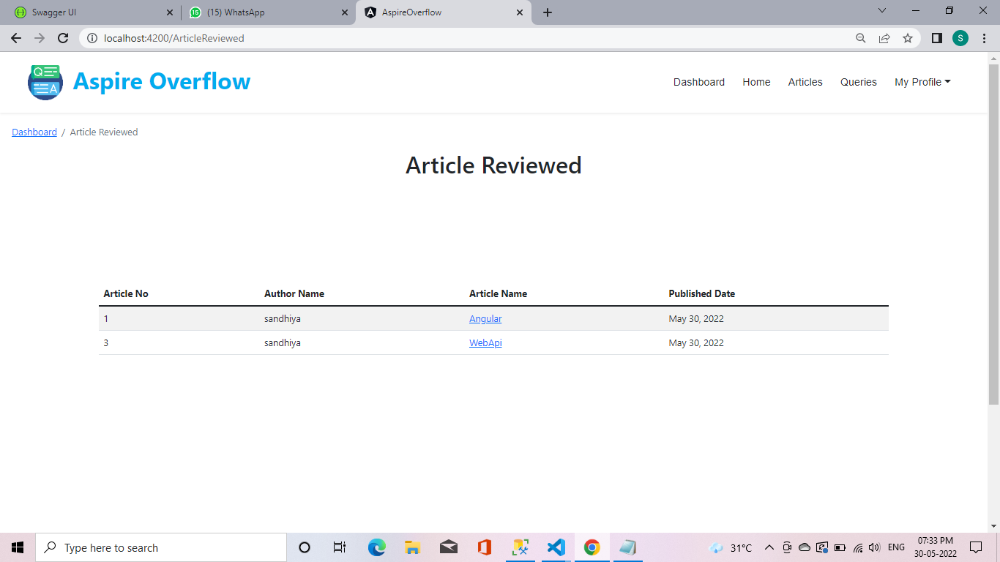 Swagger UI
(15) WhatsApp
AspireOverflow
localhost:4200/ArticleReviewed
S
Q
A
Aspire Overflow
Dashboard Home Articles Queries My Profile
Dashboard / Article Reviewed
Article Reviewed
Article No Author Name Article Name Published Date
1 sandhiya Angular May 30, 2022
3 sandhiya WebApi May 30, 2022
Type here to search
31°C
ENG
07:33 PM
30-05-2022